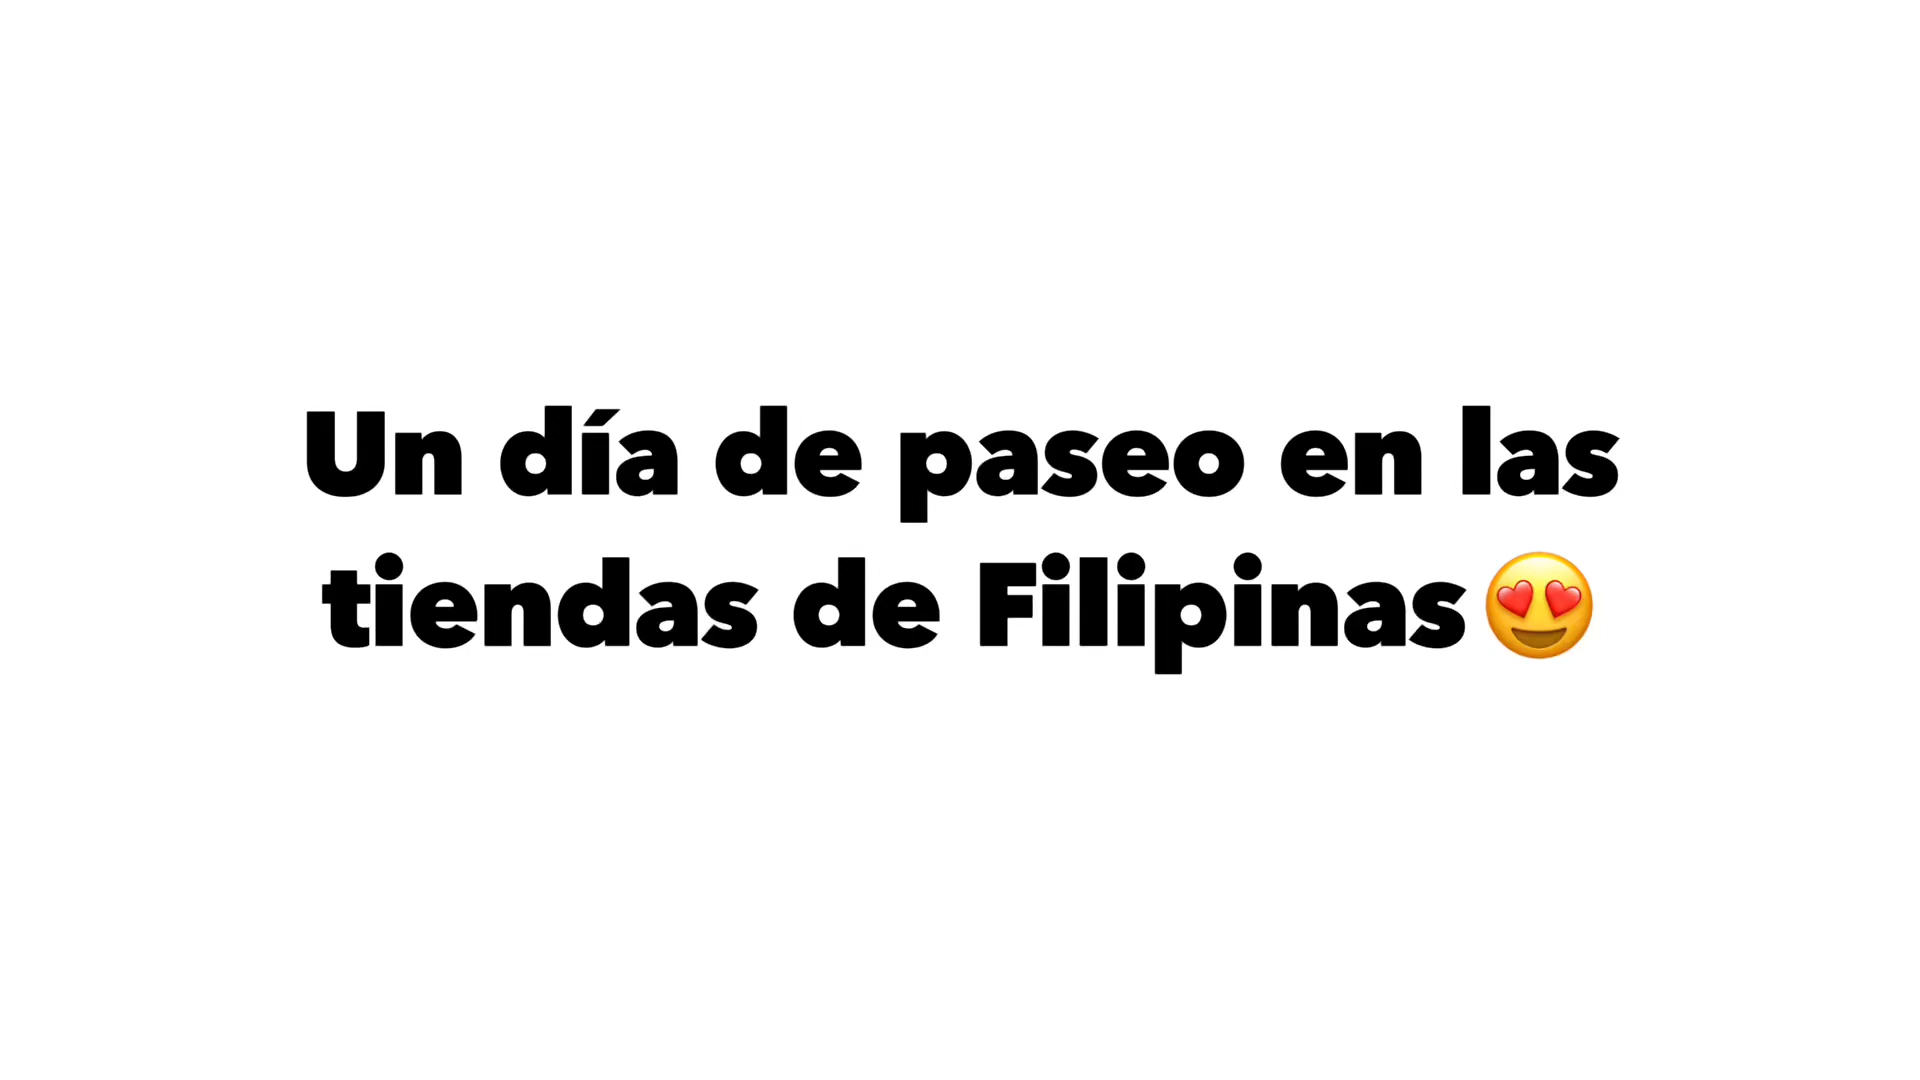 Un día de paseo en las
tiendas de Filipinas😍